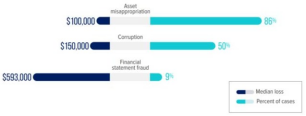 Asset
misappropriation
$100,000 86%
Corruption
$150,000 50%
Financial
statement fraud
$593,000 9%
Median loss
Percent of cases